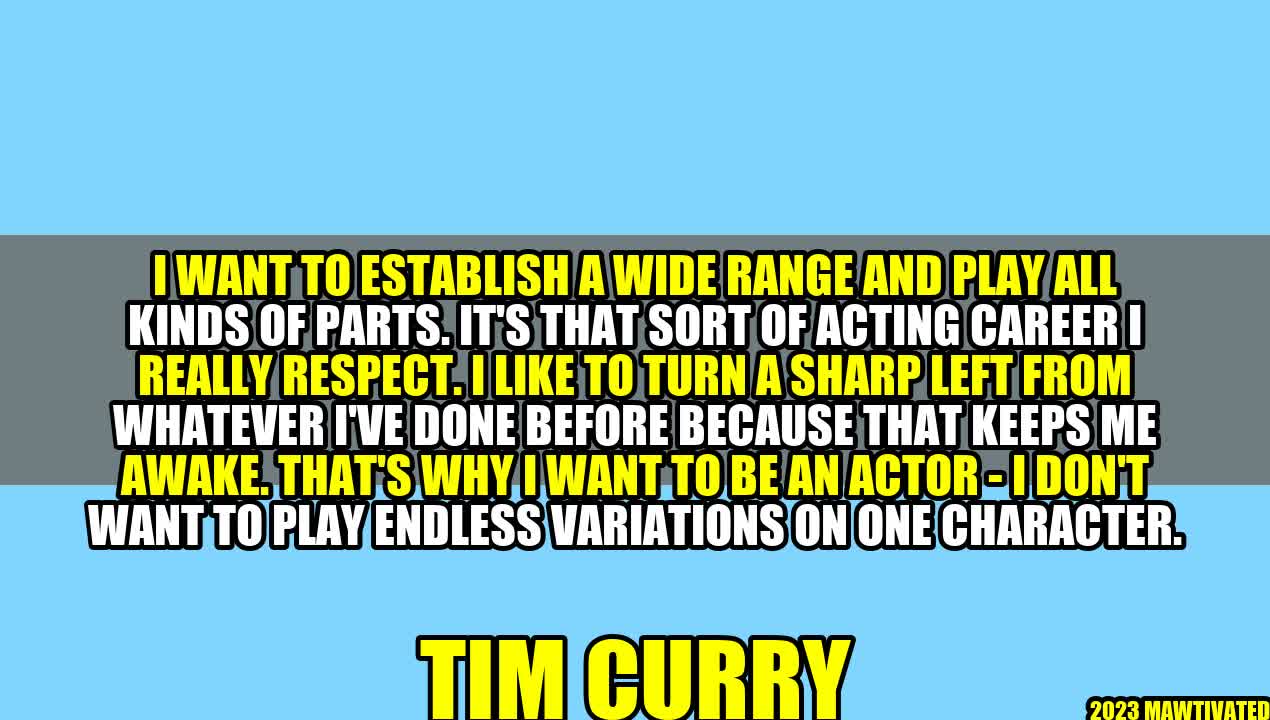 I WANT TO ESTABLISH A WIDE RANGE AND PLAY ALL
KINDS OF PARTS. IT'S THAT SORT OF ACTING CAREER I
REALLY RESPECT. I LIKE TO TURN A SHARP LEFT FROM
WHATEVER I'VE DONE BEFORE BECAUSE THAT KEEPS ME
AWAKE. THAT'S WHY I WANT TO BE AN ACTOR - I DON'T
WANT TO PLAY ENDLESS VARIATIONS ON ONE CHARACTER.
TIM CURRY
2023 MAWTIVATED